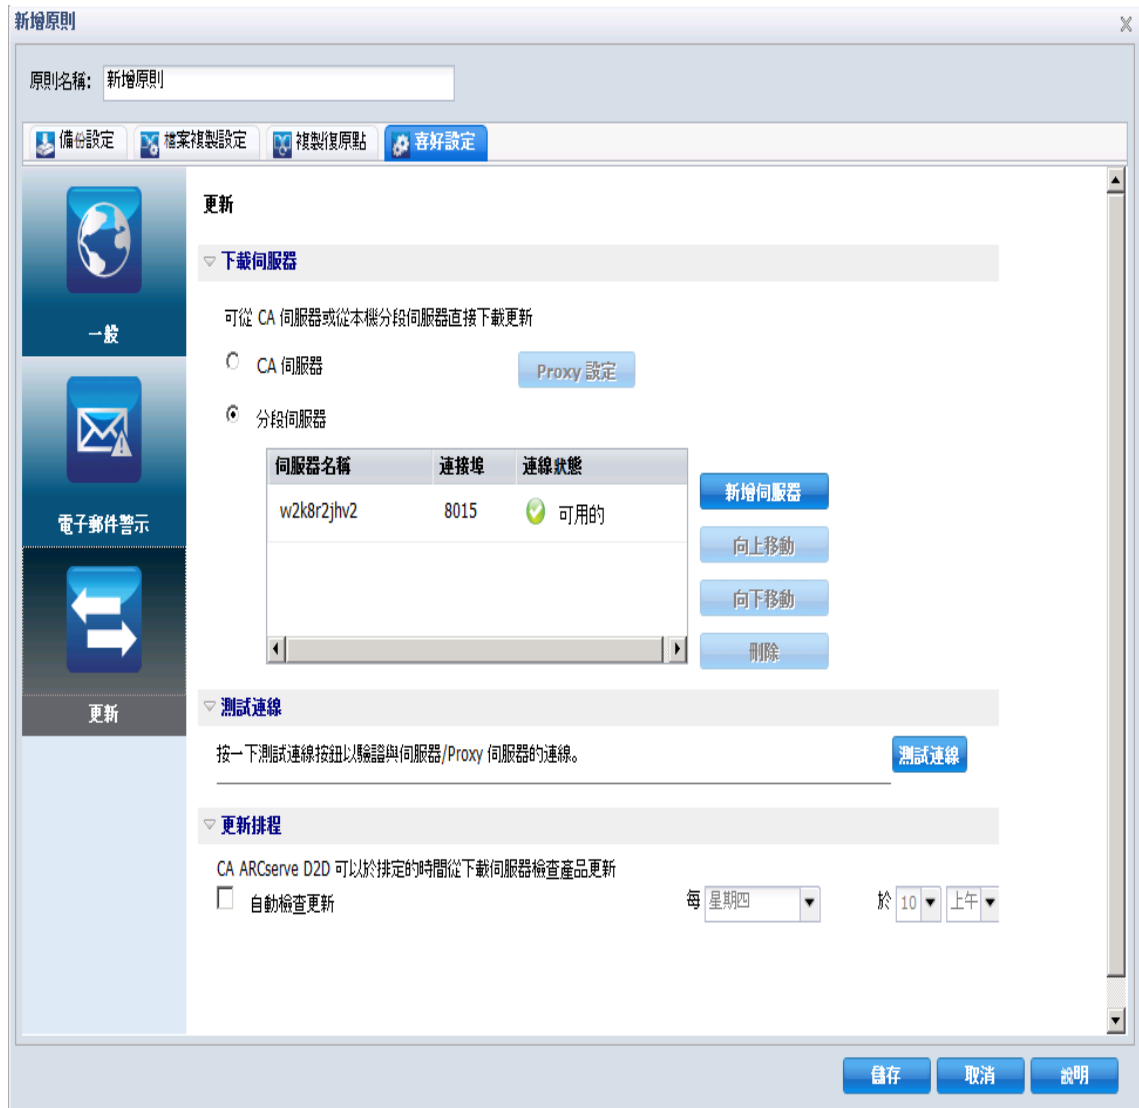 新增原則
原則名稱: 新增原則
備份設定 檔案複製設定 複製復原點 喜好設定
一般
電子郵件警示
更新
更新
下載伺服器
可從 CA 伺服器或從本機分段伺服器直接下載更新
CA 伺服器 Proxy 設定
分段伺服器
伺服器名稱 連接埠 連線狀態
w2k8r2jhv2 8015 可用的
新增伺服器
向上移動
向下移動
刪除
測試連線
按一下測試連線按鈕以驗證與伺服器/Proxy 伺服器的連線。 測試連線
更新排程
CA ARCserve D2D 可以於排定的時間從下載伺服器檢查產品更新
自動檢查更新 每 星期四 於 10 上午
儲存 取消 說明